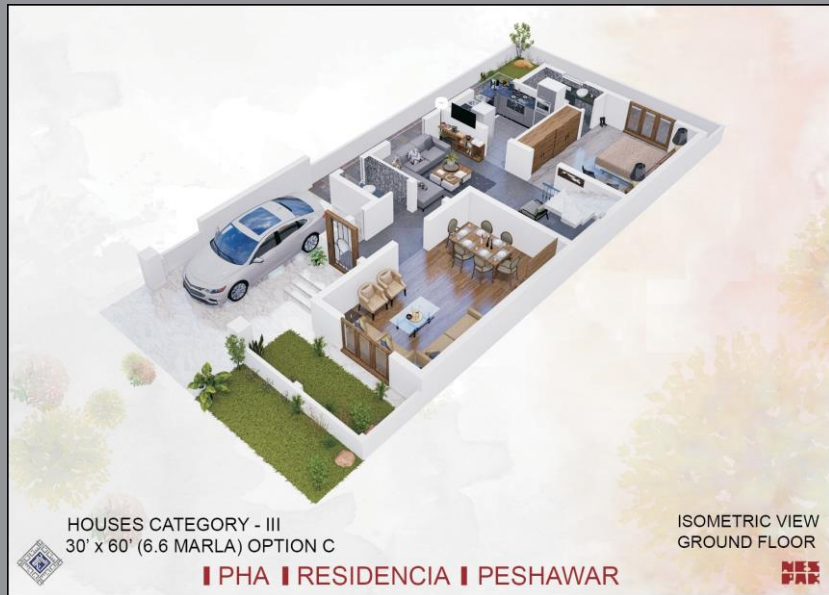 HOUSES CATEGORY - III
30' x 60' (6.6 MARLA) OPTION C
ISOMETRIC VIEW
GROUND FLOOR
PHA RESIDENCIA PESHAWAR
NES
PAK